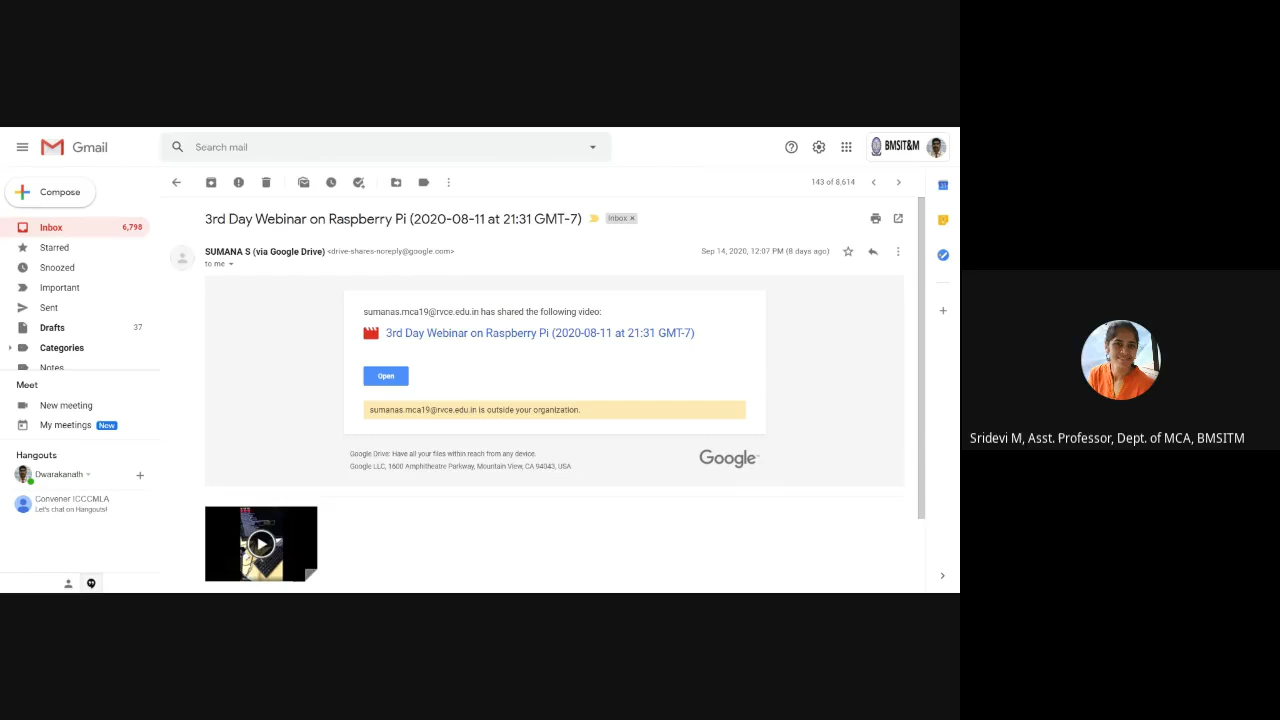 Gmail
Search mail
BMSIT&M
Compose
143 of 8,614
Inbox 6,798
Starred
Snoozed
Important
Sent
Drafts 37
Categories
Notes
Meet
New meeting
My meetings New
Hangouts
Dwarakanath
Convener ICCCMLA
Let's chat on Hangouts!
3rd Day Webinar on Raspberry Pi (2020-08-11 at 21:31 GMT-7) Inbox x
SUMANA S (via Google Drive) <drive-shares-noreply@google.com> Sep 14, 2020, 12:07 PM (8 days ago)
to me
sumanas.mca19@rvce.edu.in has shared the following video:
3rd Day Webinar on Raspberry Pi (2020-08-11 at 21:31 GMT-7)
Open
sumanas.mca19@rvce.edu.in is outside your organization.
Google Drive: Have all your files within reach from any device.
Google LLC, 1600 Amphitheatre Parkway, Mountain View, CA 94043, USA
Google
Sridevi M, Asst. Professor, Dept. of MCA, BMSITM